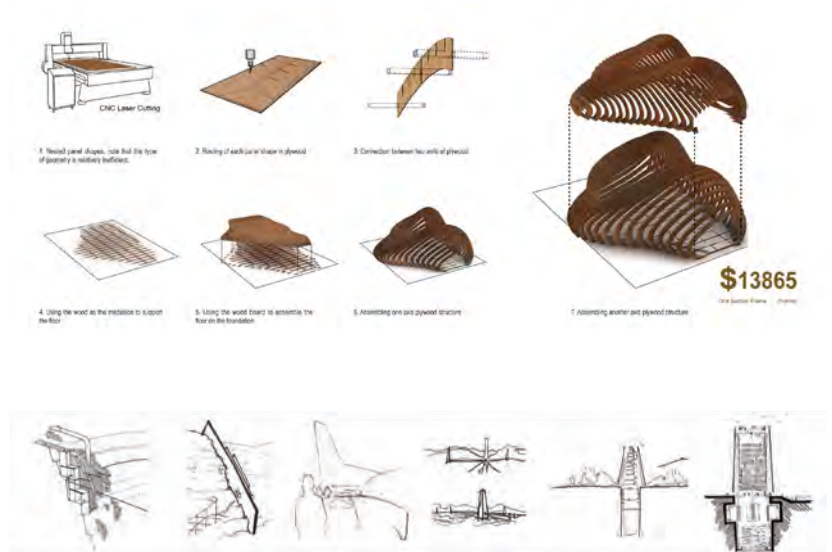 CNC Laser Cutting
1. Nested panel shapes, note that this type
of geometry is relatively inefficient.
2. Routing of each panel shape in plywood
3. Connection between two units of plywood
4. Using the wood as the
to support
the floor
5. Using the wood board to assemble the
floor on the foundation
6. Assembling one axis plywood structure
7. Assembling another axis plywood structure
$13865